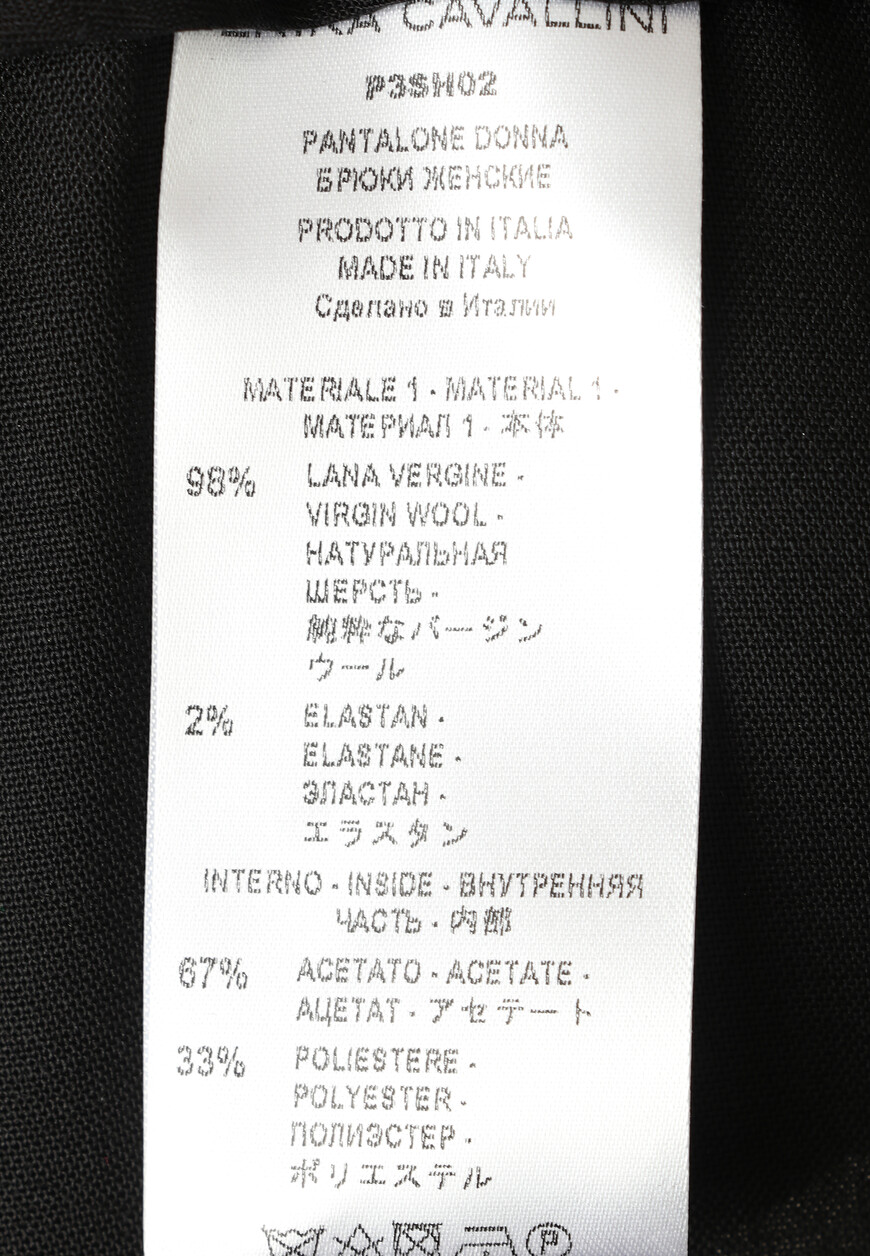 CAVALLINI
P3SH02
PANTALONE DONNA
БРЮКИ ЖЕНСКИЕ
PRODOTTO IN ITALIA
MADE IN ITALY
Сделано в Италии
MATERIALE 1 - MATERIAL 1 -
МАТЕРИАЛ 1 - 本体
98% LANA VERGINE -
VIRGIN WOOL -
НАТУРАЛЬНАЯ
ШЕРСТЬ -
純粋なバージン
ウール
2% ELASTAN -
ELASTANE -
ЭЛАСТАН -
エラスタン
INTERNO - INSIDE - ВНУТРЕННЯЯ
ЧАСТЬ - 内部
67% ACETATO - ACETATE -
АЦЕТАТ - アセテート
33% POLIESTERE -
POLYESTER -
ПОЛИЭСТЕР -
ポリエステル
P